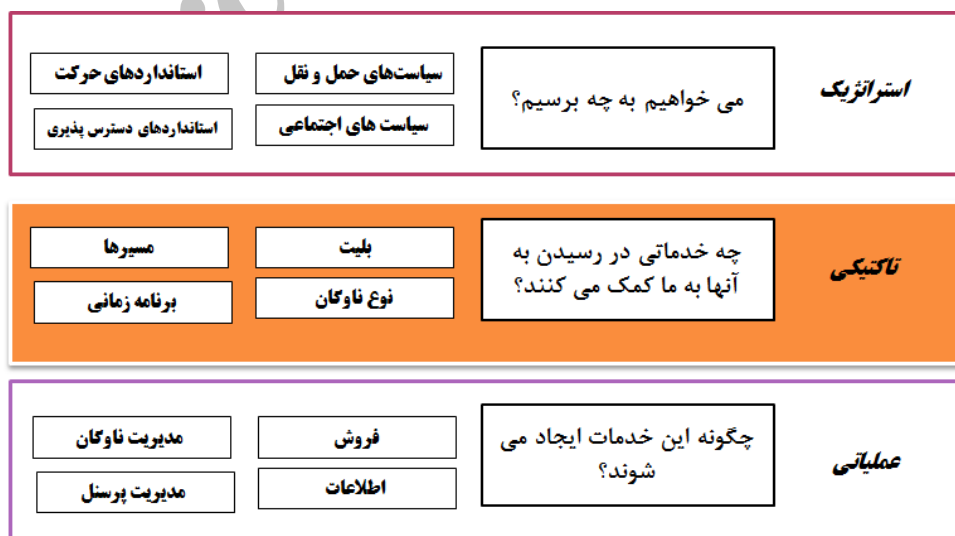 استراتژیک
می خواهیم به چه برسیم؟
سیاست‌های حمل و نقل
استانداردهای حرکت
سیاست های اجتماعی
استانداردهای دسترس پذیری
تاکتیکی
چه خدماتی در رسیدن به
آنها به ما کمک می کنند؟
بلیت
مسیرها
نوع ناوگان
برنامه زمانی
عملیاتی
چگونه این خدمات ایجاد می
شوند؟
فروش
مدیریت ناوگان
اطلاعات
مدیریت پرسنل